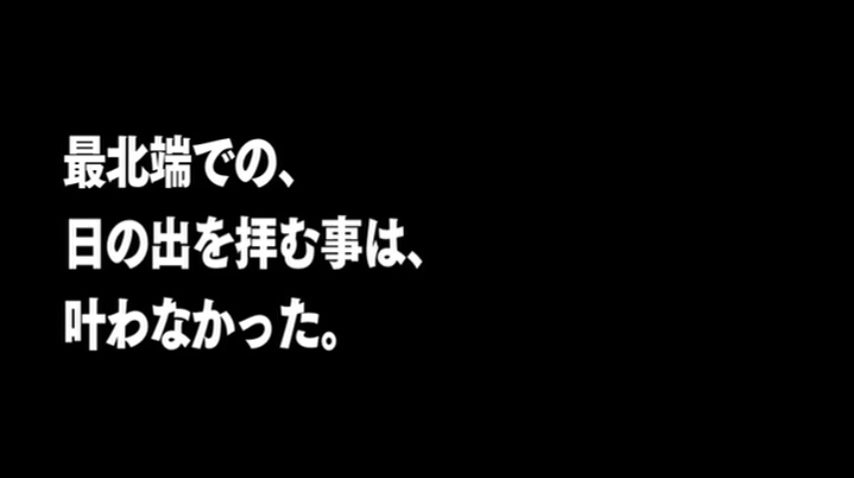 最北端での、
日の出を拝む事は、
叶わなかった。